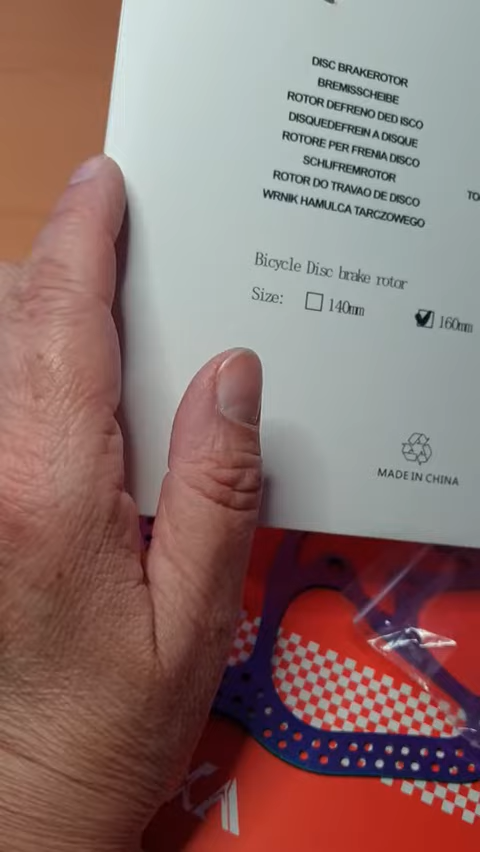 DISC BRAKEROTOR
BREMISSCHEIBE
ROTOR DEFRENO DED ISCO
DISQUEDEFREIN A DISQUE
ROTORE PER FRENIA DISCO
SCHIJFREMROTOR
ROTOR DO TRAVAO DE DISCO
WRNIK HAMULCA TARCZOWEGO
Bicycle Disc brake rotor
Size: 140mm 160mm
MADE IN CHINA